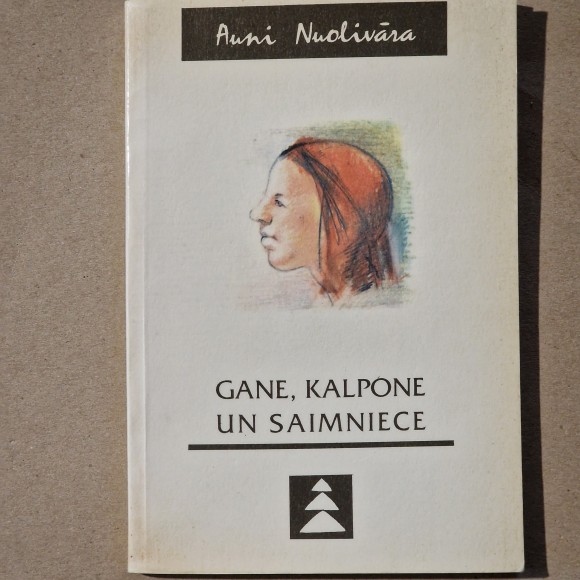 Auni Nuolivāra
GANE, KALPONE
UN SAIMNIECE